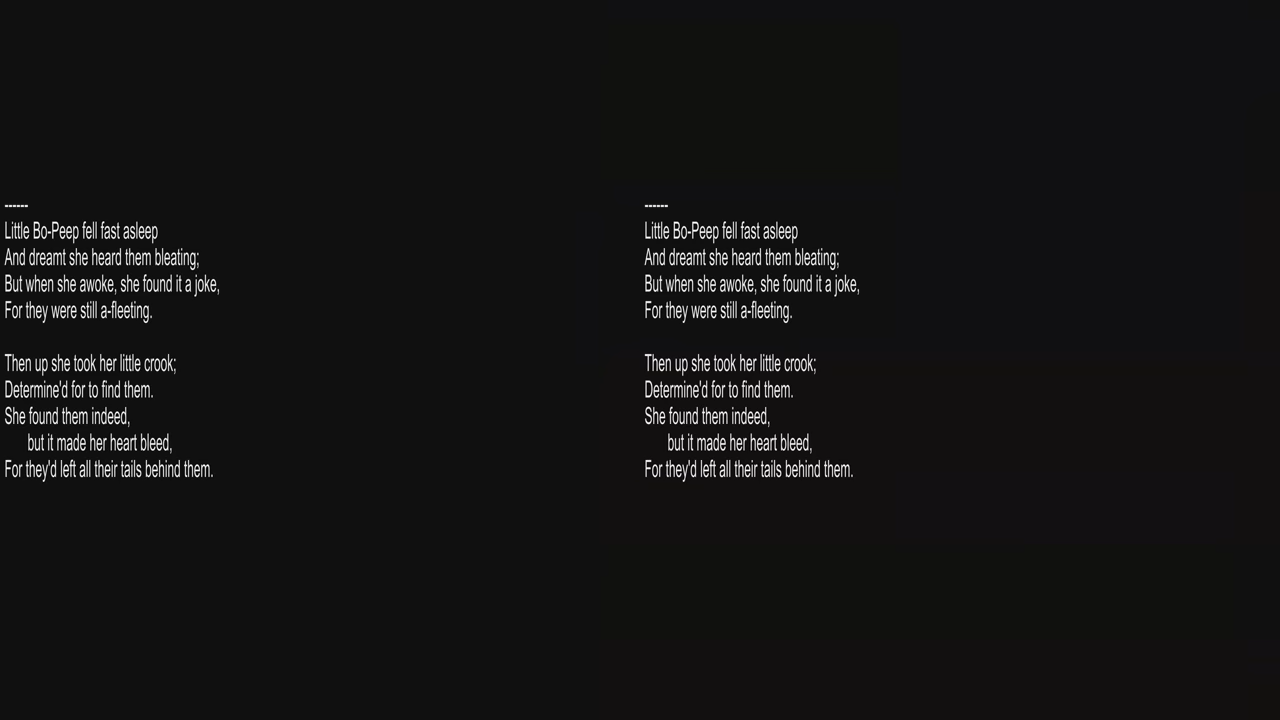 ------
Little Bo-Peep fell fast asleep
And dreamt she heard them bleating;
But when she awoke, she found it a joke,
For they were still a-fleeting.

Then up she took her little crook;
Determine'd for to find them.
She found them indeed,
but it made her heart bleed,
For they'd left all their tails behind them.

------
Little Bo-Peep fell fast asleep
And dreamt she heard them bleating;
But when she awoke, she found it a joke,
For they were still a-fleeting.

Then up she took her little crook;
Determine'd for to find them.
She found them indeed,
but it made her heart bleed,
For they'd left all their tails behind them.